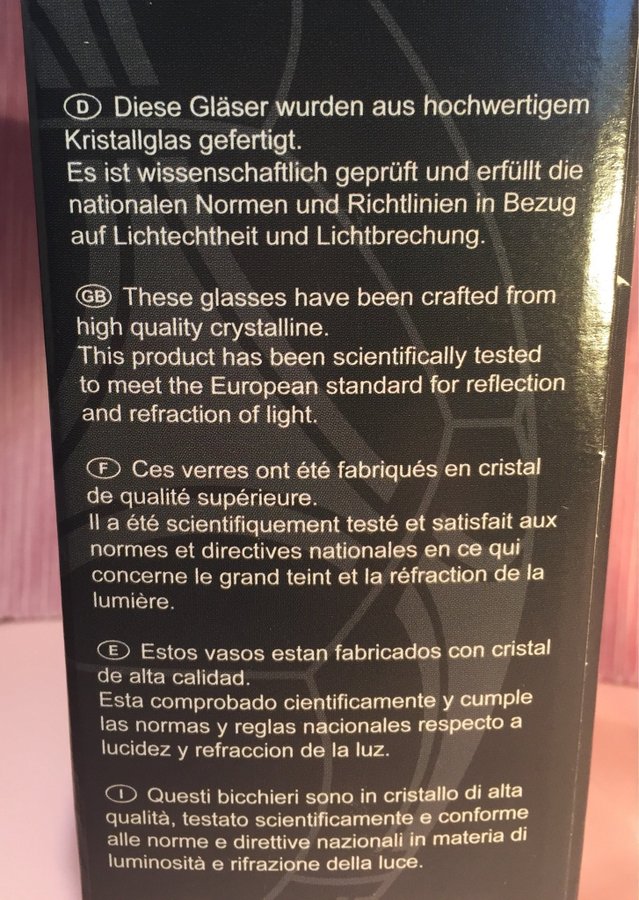 D Diese Gläser wurden aus hochwertigem
Kristallglas gefertigt.
Es ist wissenschaftlich geprüft und erfüllt die
nationalen Normen und Richtlinien in Bezug
auf Lichtechtheit und Lichtbrechung.
GB These glasses have been crafted from
high quality crystalline.
This product has been scientifically tested
to meet the European standard for reflection
and refraction of light.
F Ces verres ont été fabriqués en cristal
de qualité supérieure.
Il a été scientifiquement testé et satisfait aux
normes et directives nationales en ce qui
concerne le grand teint et la réfraction de la
lumière.
E Estos vasos estan fabricados con cristal
de alta calidad.
Esta comprobado cientificamente y cumple
las normas y reglas nacionales respecto a
lucidez y refraccion de la luz.
I Questi bicchieri sono in cristallo di alta
qualità, testato scientificamente e conforme
alle norme e direttive nazionali in materia di
luminosità e rifrazione della luce.